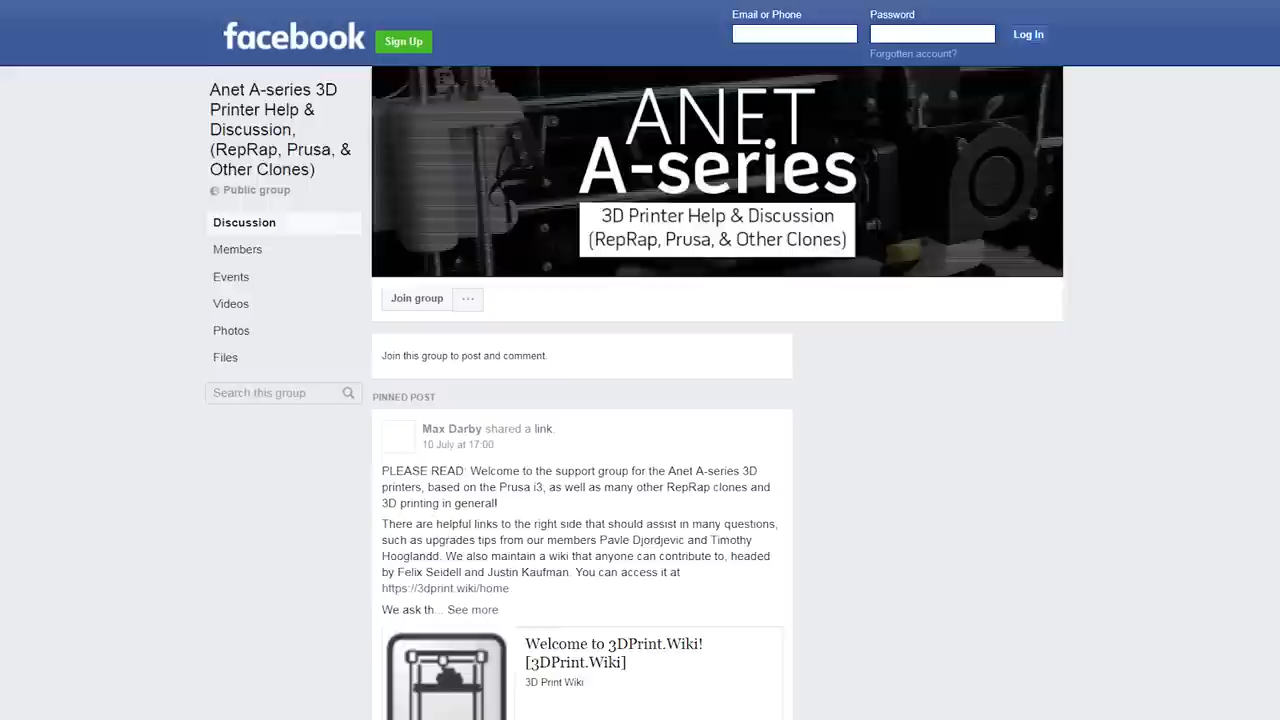 Email or Phone
Password
facebook
Sign Up
Log In
Forgotten account?
Anet A-series 3D
Printer Help &
Discussion,
(RepRap, Prusa, &
Other Clones)
Public group
Discussion
Members
Events
Videos
Photos
Files
Search this group
ANET
A-series
3D Printer Help & Discussion
(RepRap, Prusa, & Other Clones)
Join group
...
Join this group to post and comment.
PINNED POST
Max Darby shared a link.
10 July at 17:00
PLEASE READ: Welcome to the support group for the Anet A-series 3D
printers, based on the Prusa i3, as well as many other RepRap clones and
3D printing in general!
There are helpful links to the right side that should assist in many questions,
such as upgrades tips from our members Pavle Djordjevic and Timothy
Hooglandd. We also maintain a wiki that anyone can contribute to, headed
by Felix Seidell and Justin Kaufman. You can access it at
https://3dprint.wiki/home
We ask th... See more
Welcome to 3DPrint.Wiki!
[3DPrint.Wiki]
3D Print Wiki